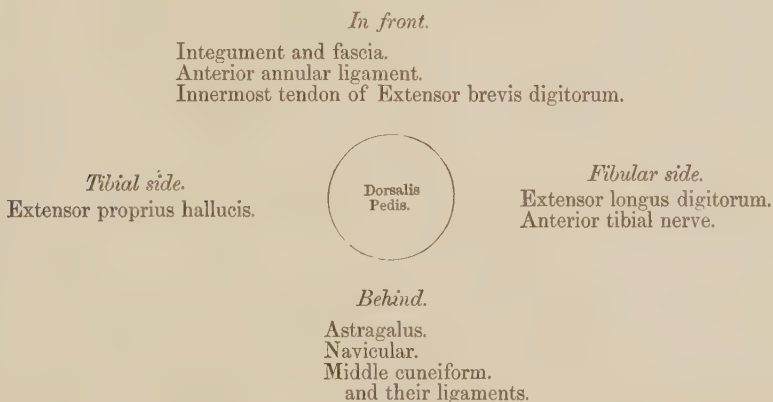 In front.
Integument and fascia.
Anterior annular ligament.
Innermost tendon of Extensor brevis digitorum.
Tibial side.
Extensor proprius hallucis.
Dorsalis
Pedis.
Fibular side.
Extensor longus digitorum.
Anterior tibial nerve.
Behind.
Astragalus.
Navicular.
Middle cuneiform.
and their ligaments.